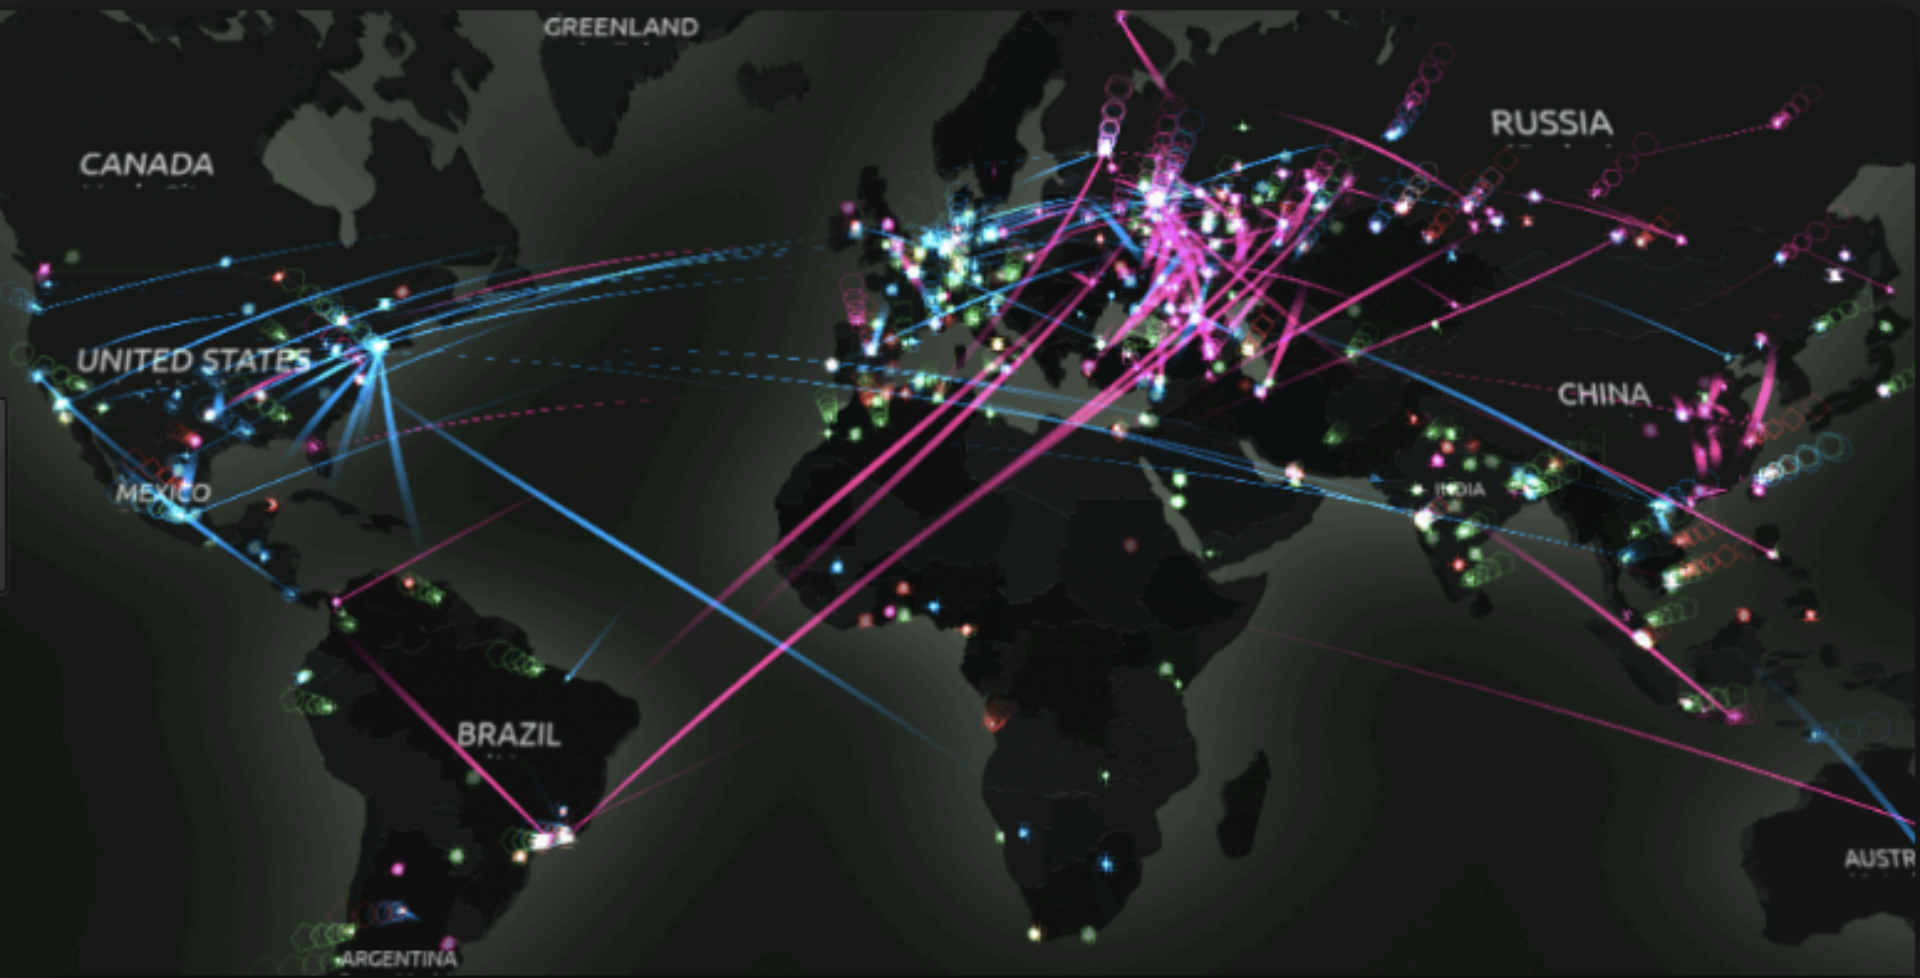 GREENLAND
CANADA
RUSSIA
UNITED STATES
CHINA
MEXICO
INDIA
BRAZIL
AUSTR
ARGENTINA